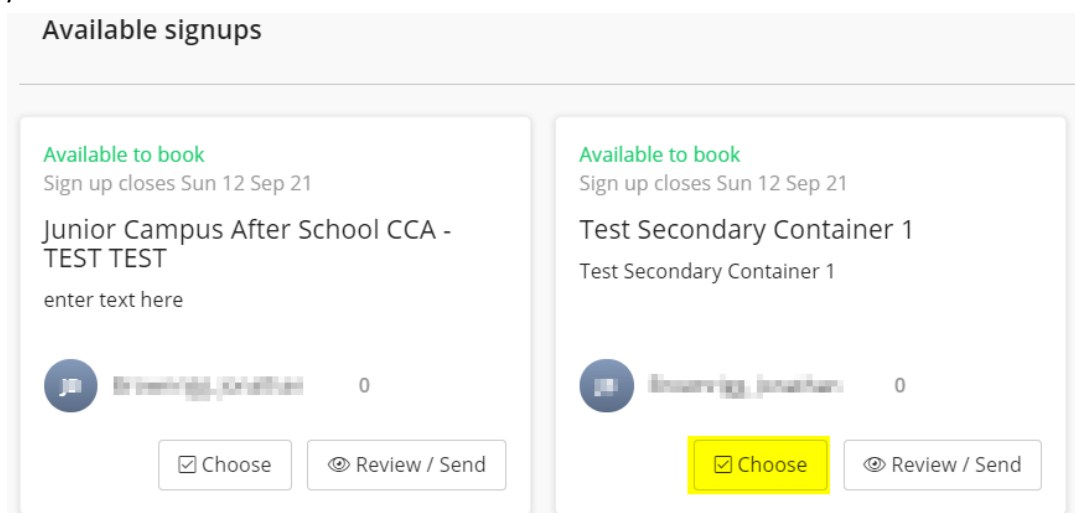 Available signups
Available to book
Sign up closes Sun 12 Sep 21
Junior Campus After School CCA -
TEST TEST
enter text here
0
Choose
Review / Send
Available to book
Sign up closes Sun 12 Sep 21
Test Secondary Container 1
Test Secondary Container 1
0
Choose
Review / Send